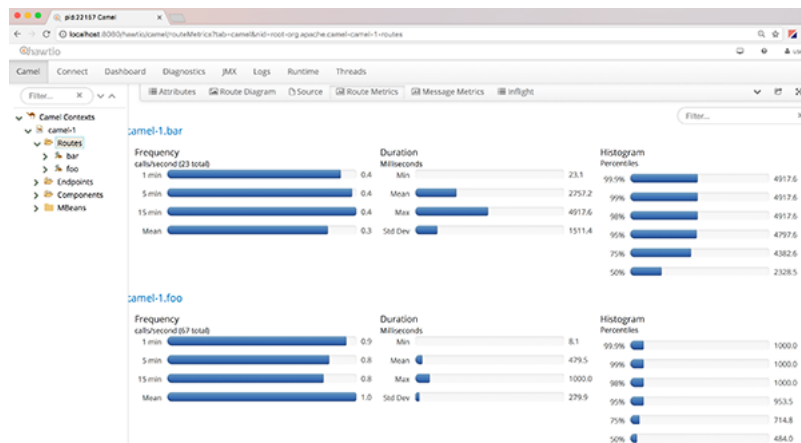 pid:22157 Camel
localhost:8080/hawtio/camel/routeMetrics?tab=camel&nid=root-org.apache.camel-camel-1-routes
hawtio
Camel Connect Dashboard Diagnostics JMX Logs Runtime Threads
Filter... Attributes Route Diagram Source Route Metrics Message Metrics Inflight
Filter...
Camel Contexts
camel-1
Routes
bar
foo
Endpoints
Components
MBeans
camel-1.bar
Frequency
calls/second (23 total)
1 min 0.4
5 min 0.4
15 min 0.4
Mean 0.3
Duration
Milliseconds
Min 23.1
Mean 2757.2
Max 4917.6
Std Dev 1511.4
Histogram
Percentiles
99.9% 4917.6
99% 4917.6
98% 4917.6
95% 4797.6
75% 4382.6
50% 2328.5
camel-1.foo
Frequency
calls/second (67 total)
1 min 0.9
5 min 0.8
15 min 0.8
Mean 1.0
Duration
Milliseconds
Min 8.1
Mean 479.5
Max 1000.0
Std Dev 279.9
Histogram
Percentiles
99.9% 1000.0
99% 1000.0
98% 1000.0
95% 953.5
75% 714.8
50% 484.0